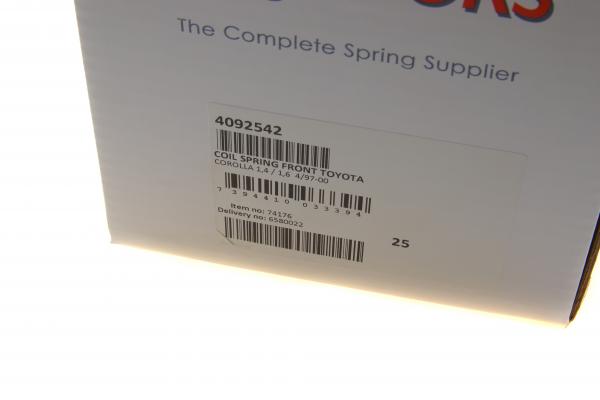 The Complete Spring Supplier
4092542
COIL SPRING FRONT TOYOTA
COROLLA 1,4 / 1,6 4/97-00
7 394410 033394
Item no: 74176
Delivery no: 6580022
25